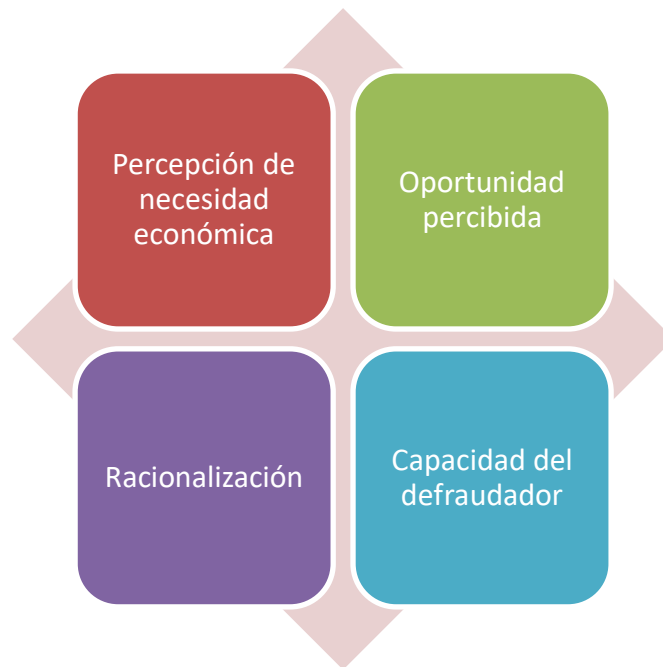 Percepción de
necesidad
económica
Oportunidad
percibida
Racionalización
Capacidad del
defraudador